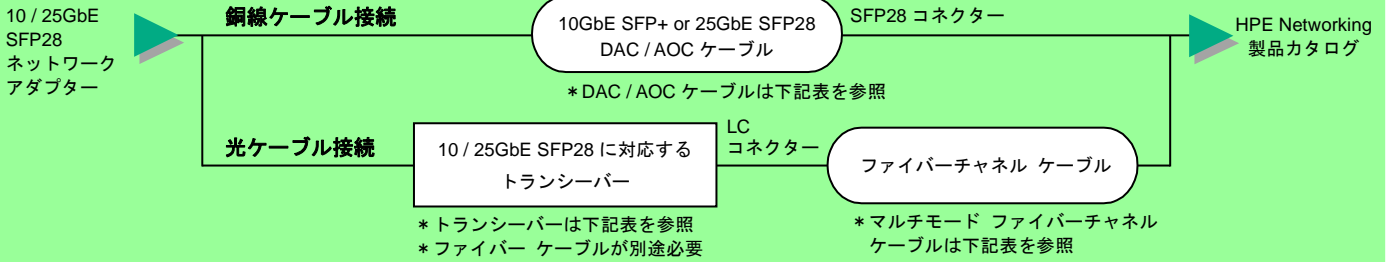 10 / 25GbE
SFP28
ネットワーク
アダプター
銅線ケーブル接続
10GbE SFP+ or 25GbE SFP28
DAC / AOC ケーブル
SFP28 コネクター
HPE Networking
製品カタログ
*DAC / AOC ケーブルは下記表を参照
光ケーブル接続
10 / 25GbE SFP28 に対応する
トランシーバー
LC
コネクター
ファイバーチャネル ケーブル
*トランシーバーは下記表を参照
*ファイバー ケーブルが別途必要
*マルチモード ファイバーチャネル
ケーブルは下記表を参照